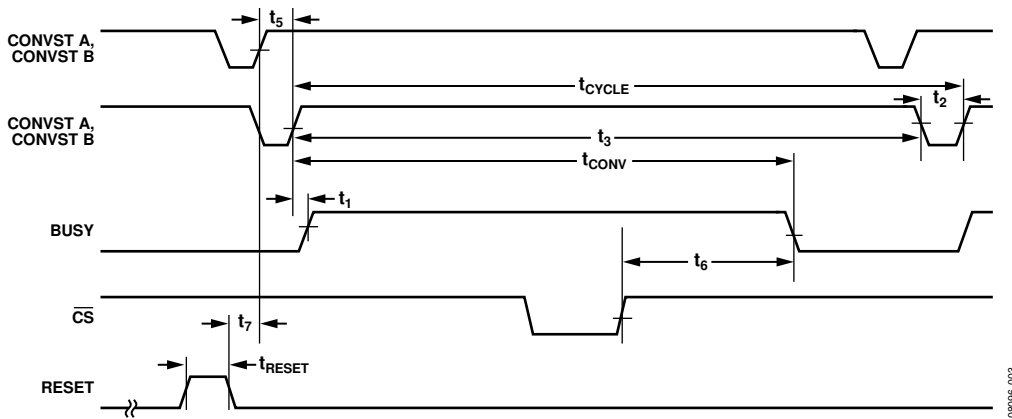 t5
CONVST A,
CONVST B
tCYCLE
t2
CONVST A,
CONVST B
t3
tCONV
t1
BUSY
t6
CS
t7
tRESET
RESET